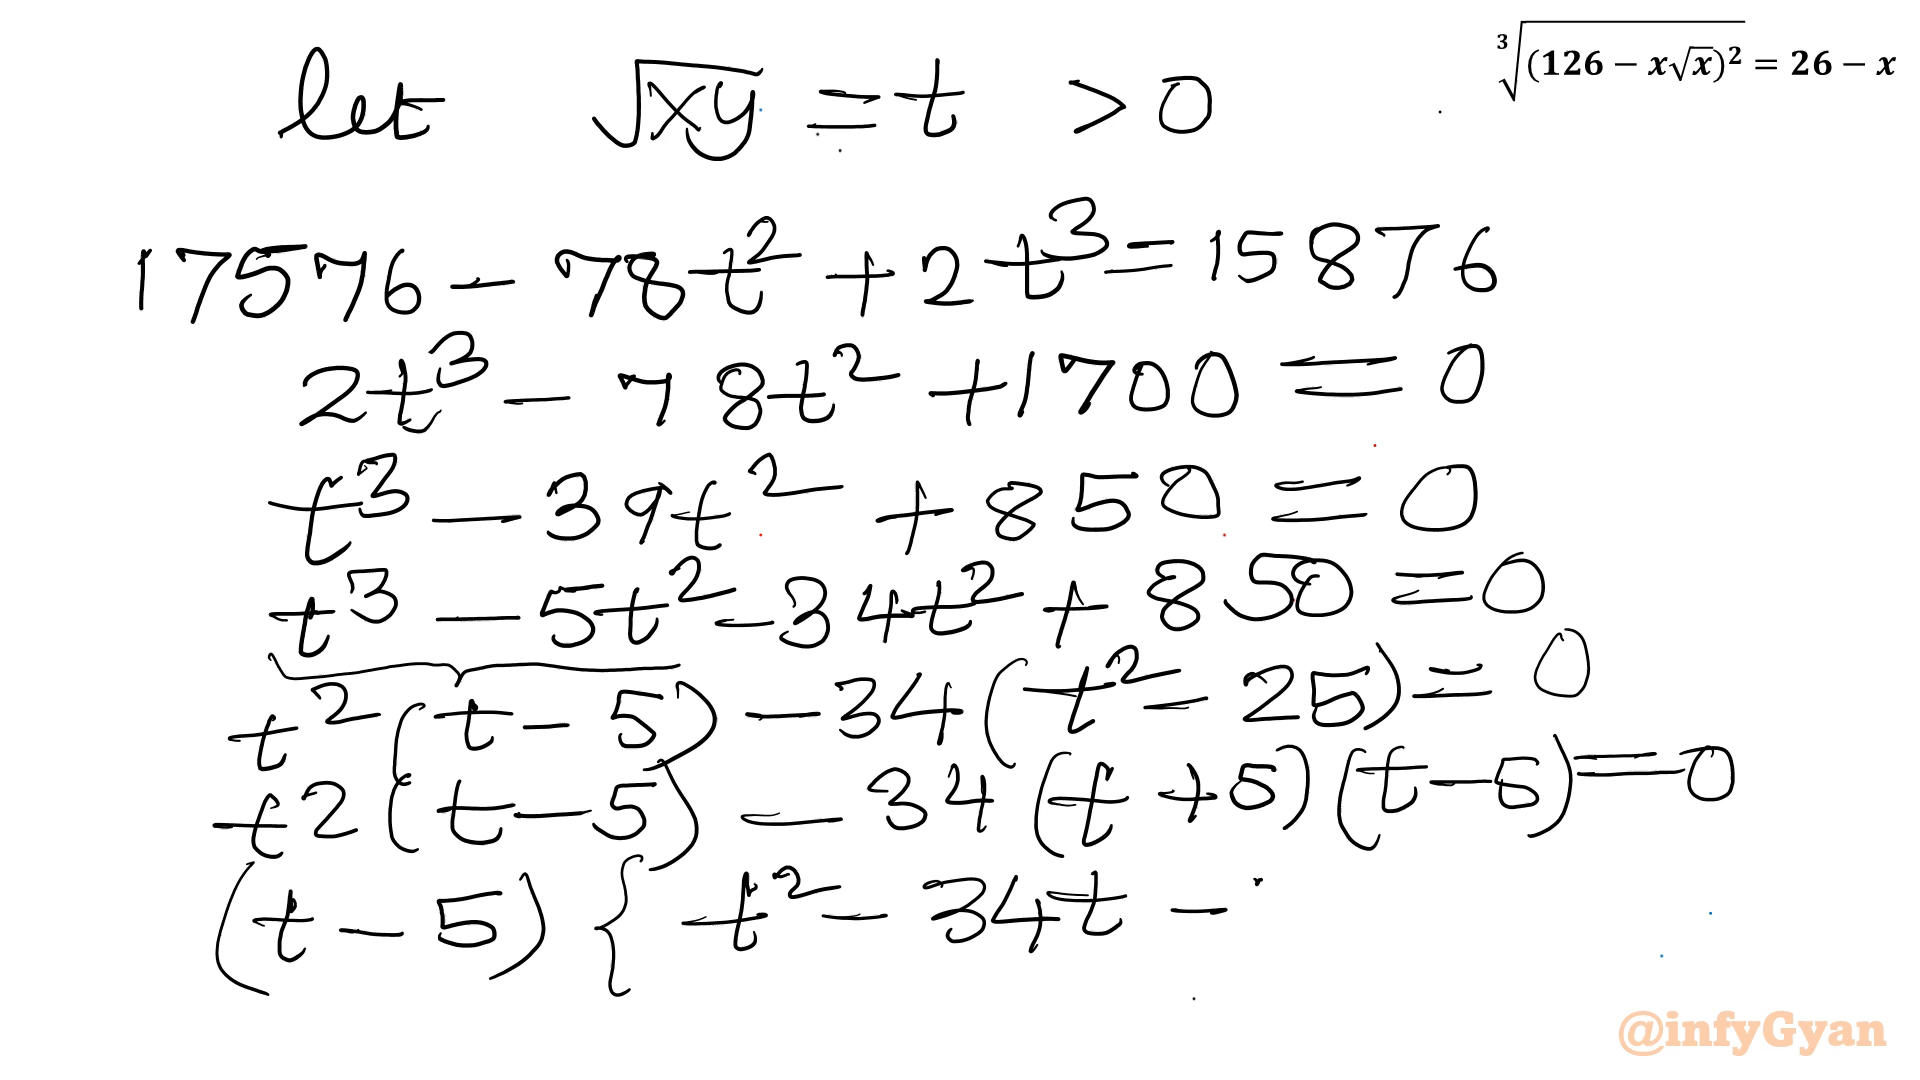 let √xy = t > 0
∛(126 − x√x)² = 26 − x
17576 − 78t² + 2t³ = 15876
2t³ − 78t² + 1700 = 0
t³ − 39t² + 850 = 0
t³ − 5t² − 34t² + 850 = 0
t²(t − 5) − 34(t² − 25) = 0
t²(t − 5) − 34(t + 5)(t − 5) = 0
(t − 5){t² − 34t −
@infyGyan